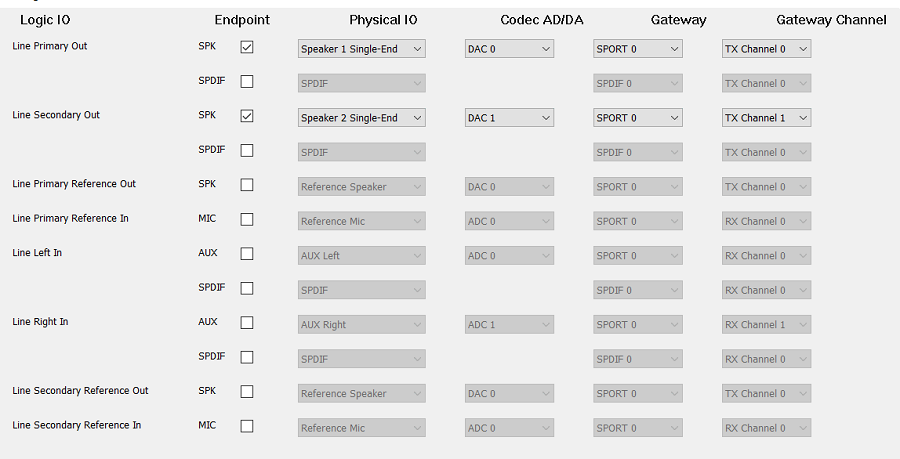 Logic IO Endpoint Physical IO Codec AD/DA Gateway Gateway Channel
Line Primary Out SPK Speaker 1 Single-End DAC 0 SPORT 0 TX Channel 0
SPDIF SPDIF SPDIF 0 TX Channel 0
Line Secondary Out SPK Speaker 2 Single-End DAC 1 SPORT 0 TX Channel 1
SPDIF SPDIF SPDIF 0 TX Channel 0
Line Primary Reference Out SPK Reference Speaker DAC 0 SPORT 0 TX Channel 0
Line Primary Reference In MIC Reference Mic ADC 0 SPORT 0 RX Channel 0
Line Left In AUX AUX Left ADC 0 SPORT 0 RX Channel 0
SPDIF SPDIF SPDIF 0 RX Channel 0
Line Right In AUX AUX Right ADC 1 SPORT 0 RX Channel 1
SPDIF SPDIF SPDIF 0 RX Channel 0
Line Secondary Reference Out SPK Reference Speaker DAC 0 SPORT 0 TX Channel 0
Line Secondary Reference In MIC Reference Mic ADC 0 SPORT 0 RX Channel 0